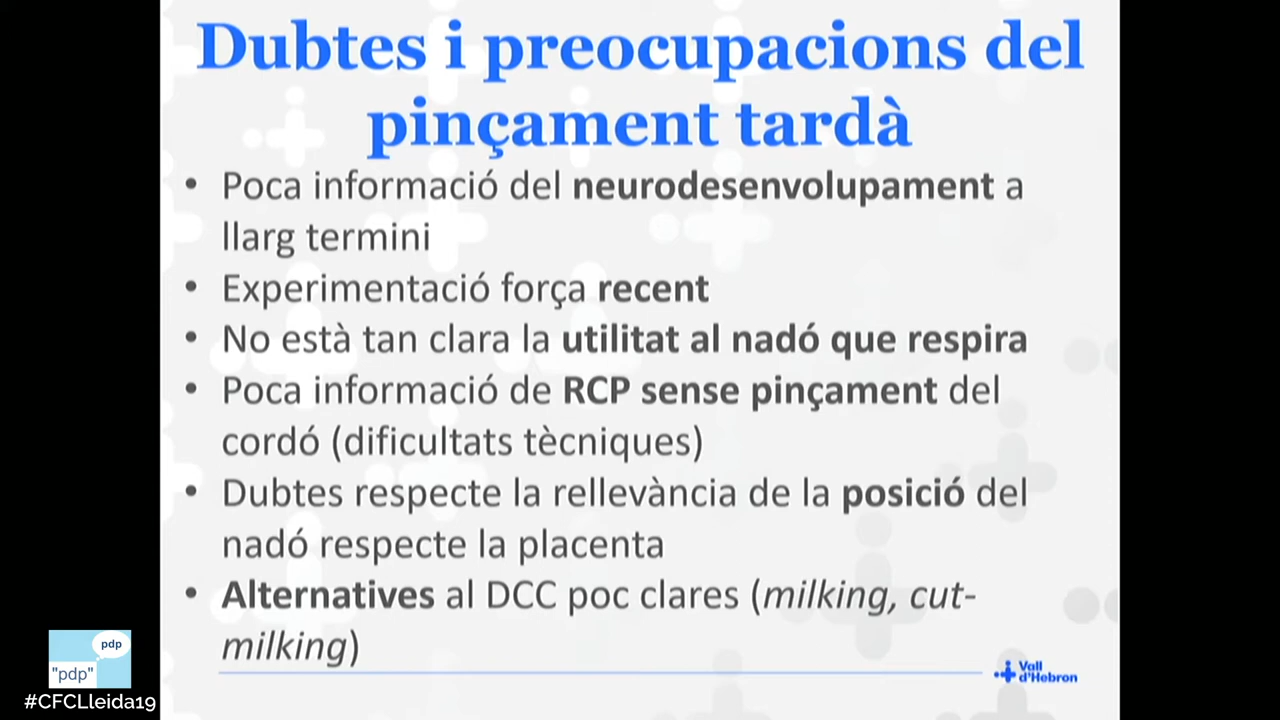 Dubtes i preocupacions del
pinçament tardà
• Poca informació del neurodesenvolupament a
llarg termini
• Experimentació força recent
• No està tan clara la utilitat al nadó que respira
• Poca informació de RCP sense pinçament del
cordó (dificultats tècniques)
• Dubtes respecte la rellevància de la posició del
nadó respecte la placenta
• Alternatives al DCC poc clares (milking, cut-
milking)
pdp
"pdp"
#CFCLleida19
Vall
d'Hebron